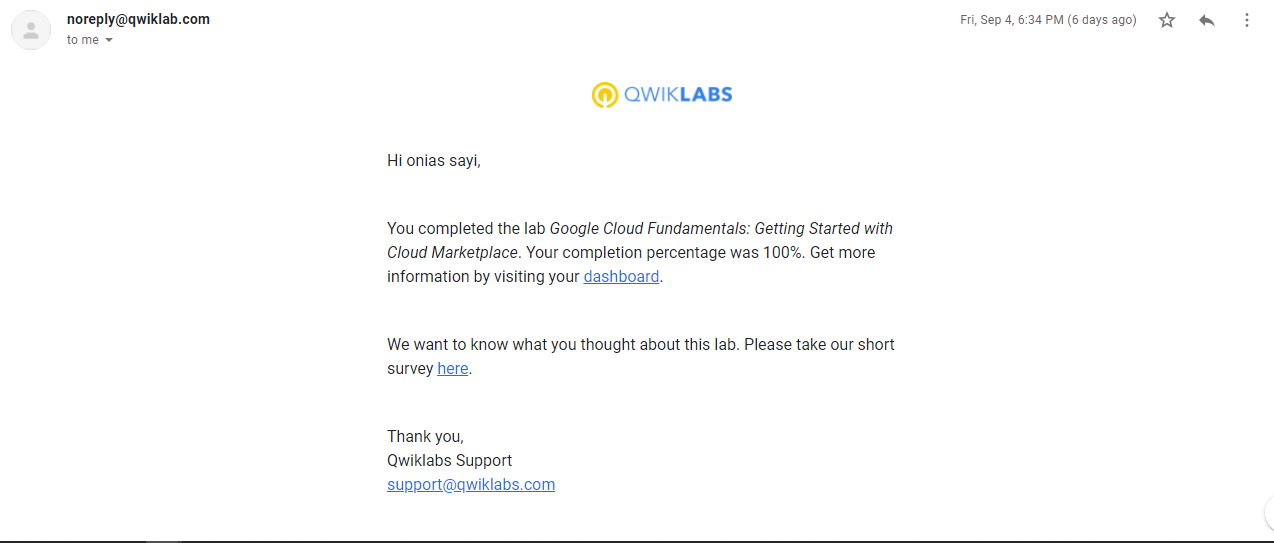 noreply@qwiklab.com
Fri, Sep 4, 6:34 PM (6 days ago)
to me
QWIKLABS
Hi onias sayi,
You completed the lab Google Cloud Fundamentals: Getting Started with
Cloud Marketplace. Your completion percentage was 100%. Get more
information by visiting your dashboard.
We want to know what you thought about this lab. Please take our short
survey here.
Thank you,
Qwiklabs Support
support@qwiklabs.com